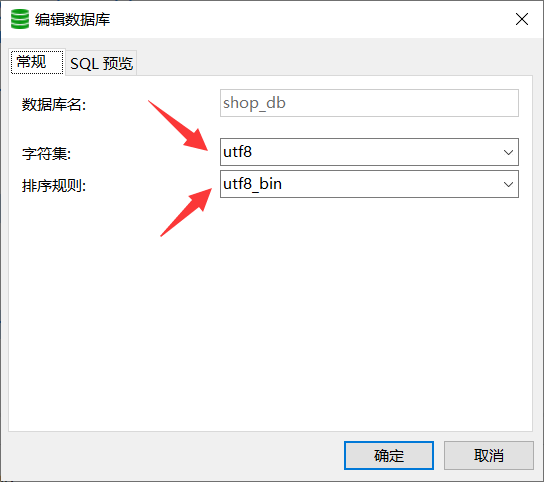 编辑数据库
常规 SQL 预览
数据库名: shop_db
字符集: utf8
排序规则: utf8_bin
确定 取消